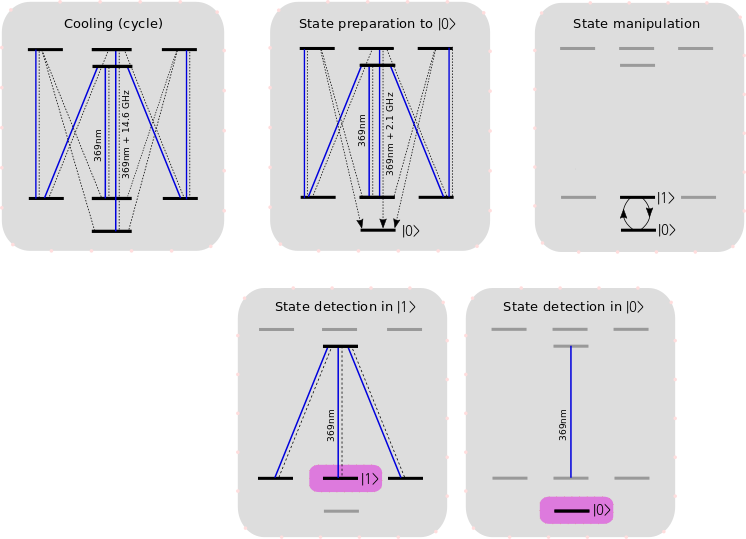 Cooling (cycle)
369nm
369nm + 14.6 GHz
State preparation to |0⟩
369nm
369nm + 2.1 GHz
|0⟩
State manipulation
|1⟩
|0⟩
State detection in |1⟩
369nm
|1⟩
State detection in |0⟩
369nm
|0⟩